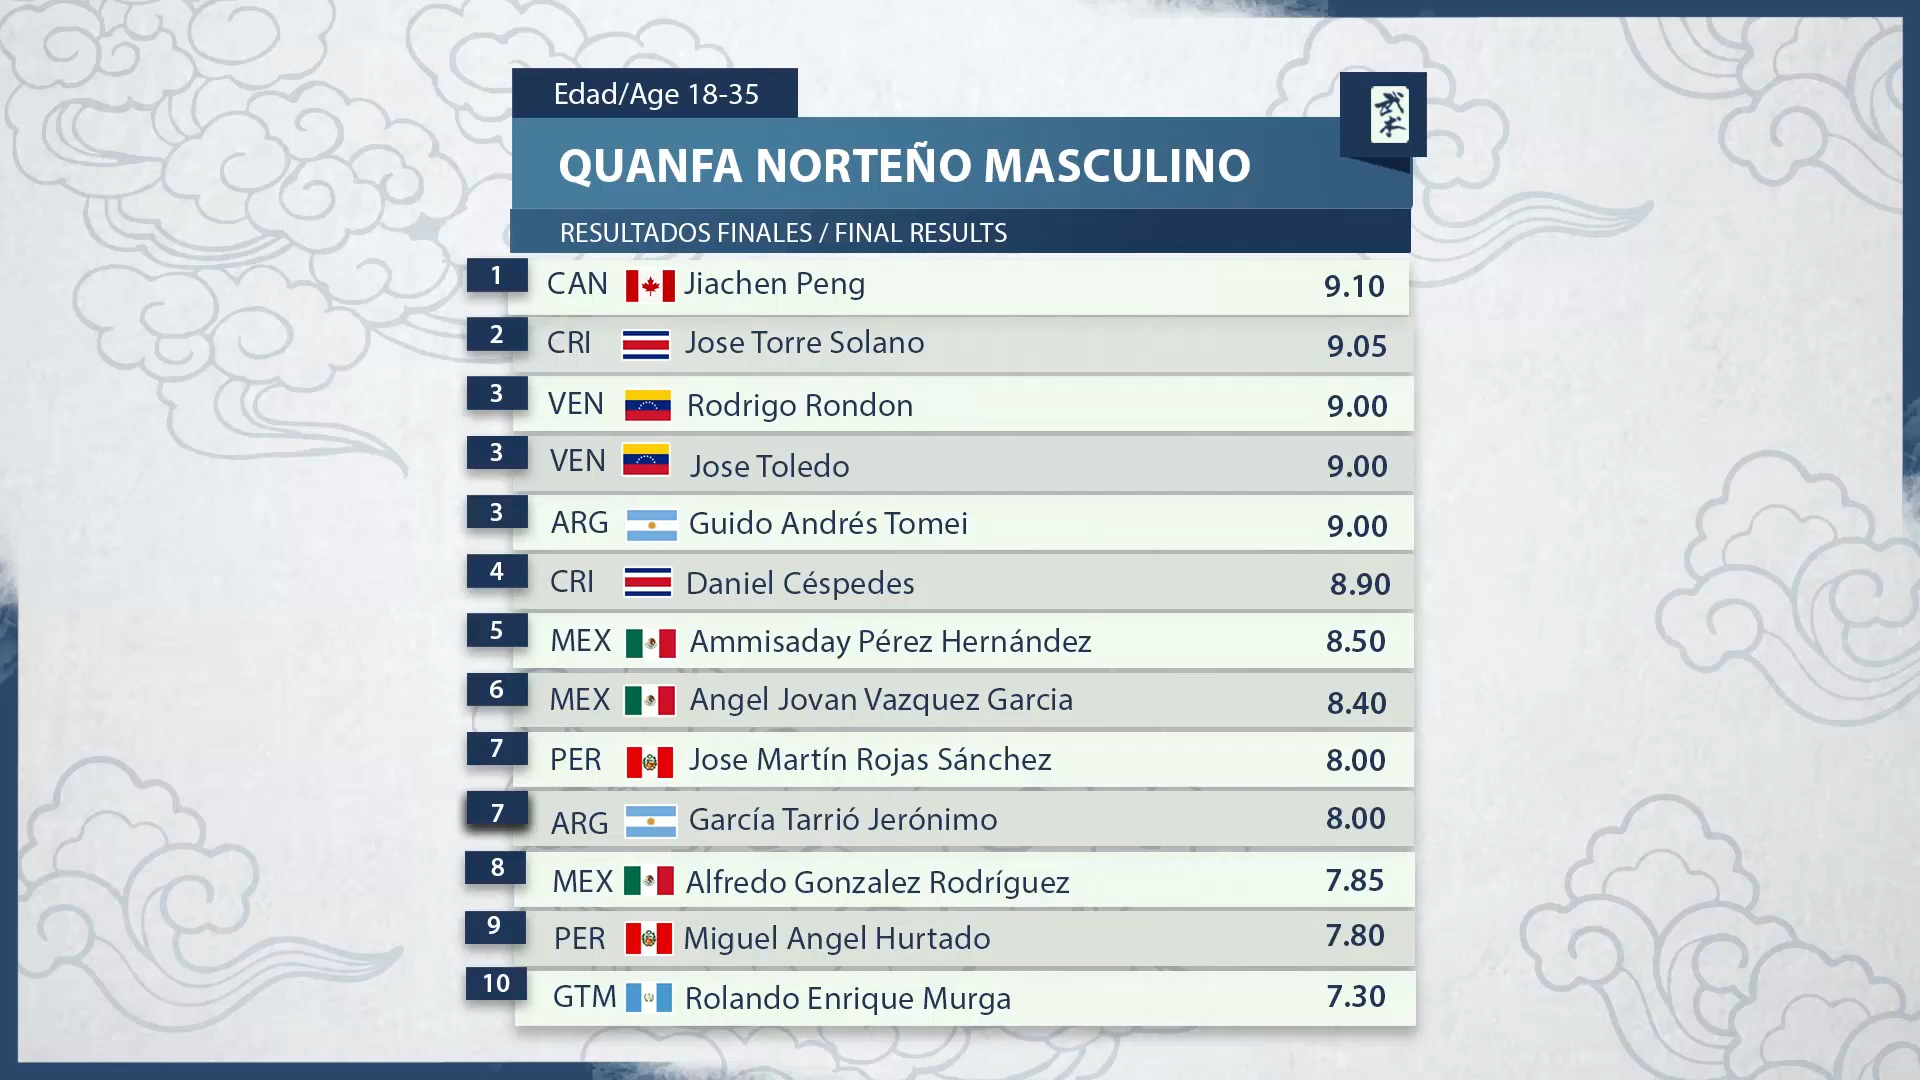 Edad/Age 18-35
武术
QUANFA NORTEÑO MASCULINO
RESULTADOS FINALES / FINAL RESULTS
1 CAN Jiachen Peng 9.10
2 CRI Jose Torre Solano 9.05
3 VEN Rodrigo Rondon 9.00
3 VEN Jose Toledo 9.00
3 ARG Guido Andrés Tomei 9.00
4 CRI Daniel Céspedes 8.90
5 MEX Ammisaday Pérez Hernández 8.50
6 MEX Angel Jovan Vazquez Garcia 8.40
7 PER Jose Martín Rojas Sánchez 8.00
7 ARG García Tarrió Jerónimo 8.00
8 MEX Alfredo Gonzalez Rodríguez 7.85
9 PER Miguel Angel Hurtado 7.80
10 GTM Rolando Enrique Murga 7.30